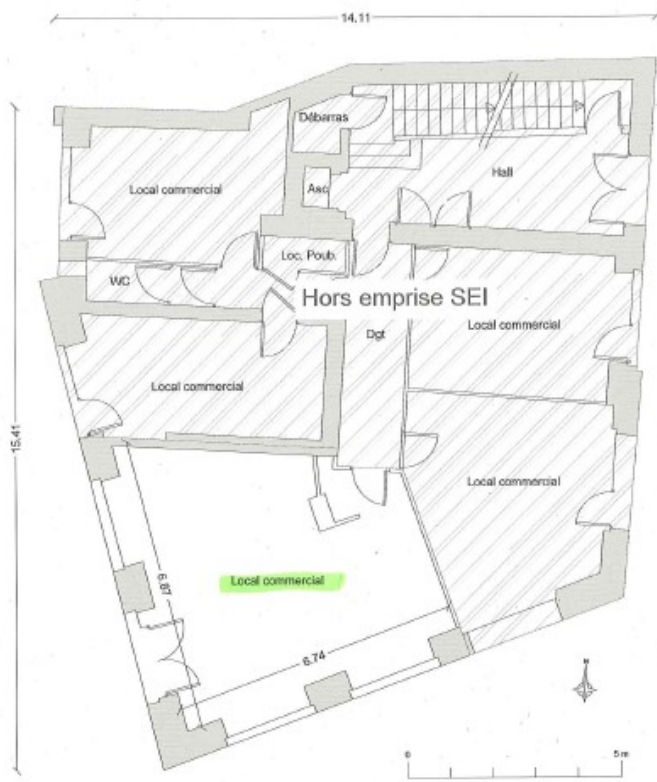 14.11
Débarras
Hall
Local commercial
Asc
Loc. Poub.
WC
Hors emprise SEI
Local commercial
Dgt
Local commercial
15.41
Local commercial
Local commercial
6.87
6.74
N
0
5 m